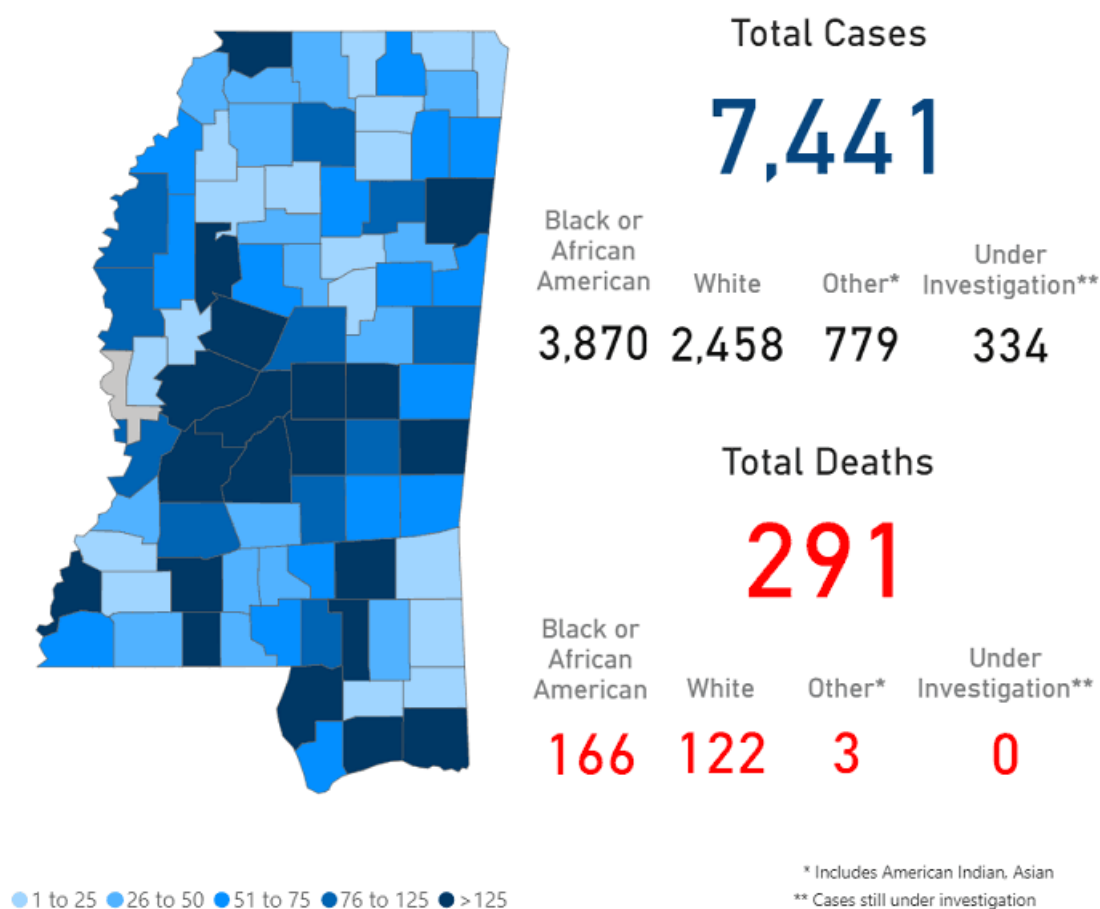 Total Cases
7,441
Black or
African
American
White
Other*
Under
Investigation**
3,870
2,458
779
334
Total Deaths
291
Black or
African
American
White
Other*
Under
Investigation**
166
122
3
0
1 to 25
26 to 50
51 to 75
76 to 125
>125
* Includes American Indian, Asian
** Cases still under investigation